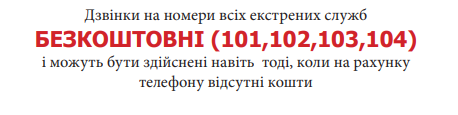 Дзвінки на номери всіх екстрених служб
БЕЗКОШТОВНІ (101,102,103,104)
і можуть бути здійснені навіть  тоді, коли на рахунку
телефону відсутні кошти